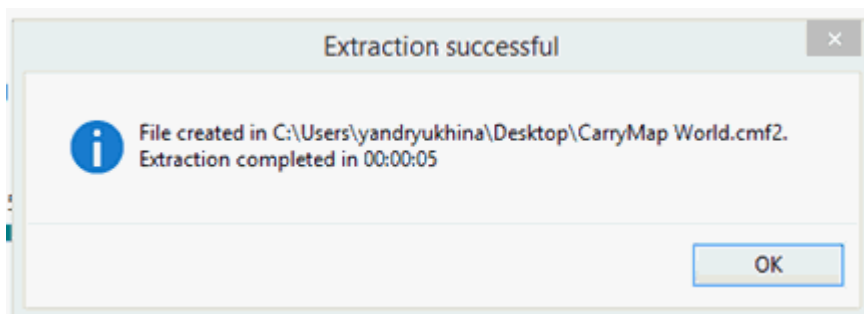 Extraction successful
File created in C:\Users\yandryukhina\Desktop\CarryMap World.cmf2.
Extraction completed in 00:00:05
OK